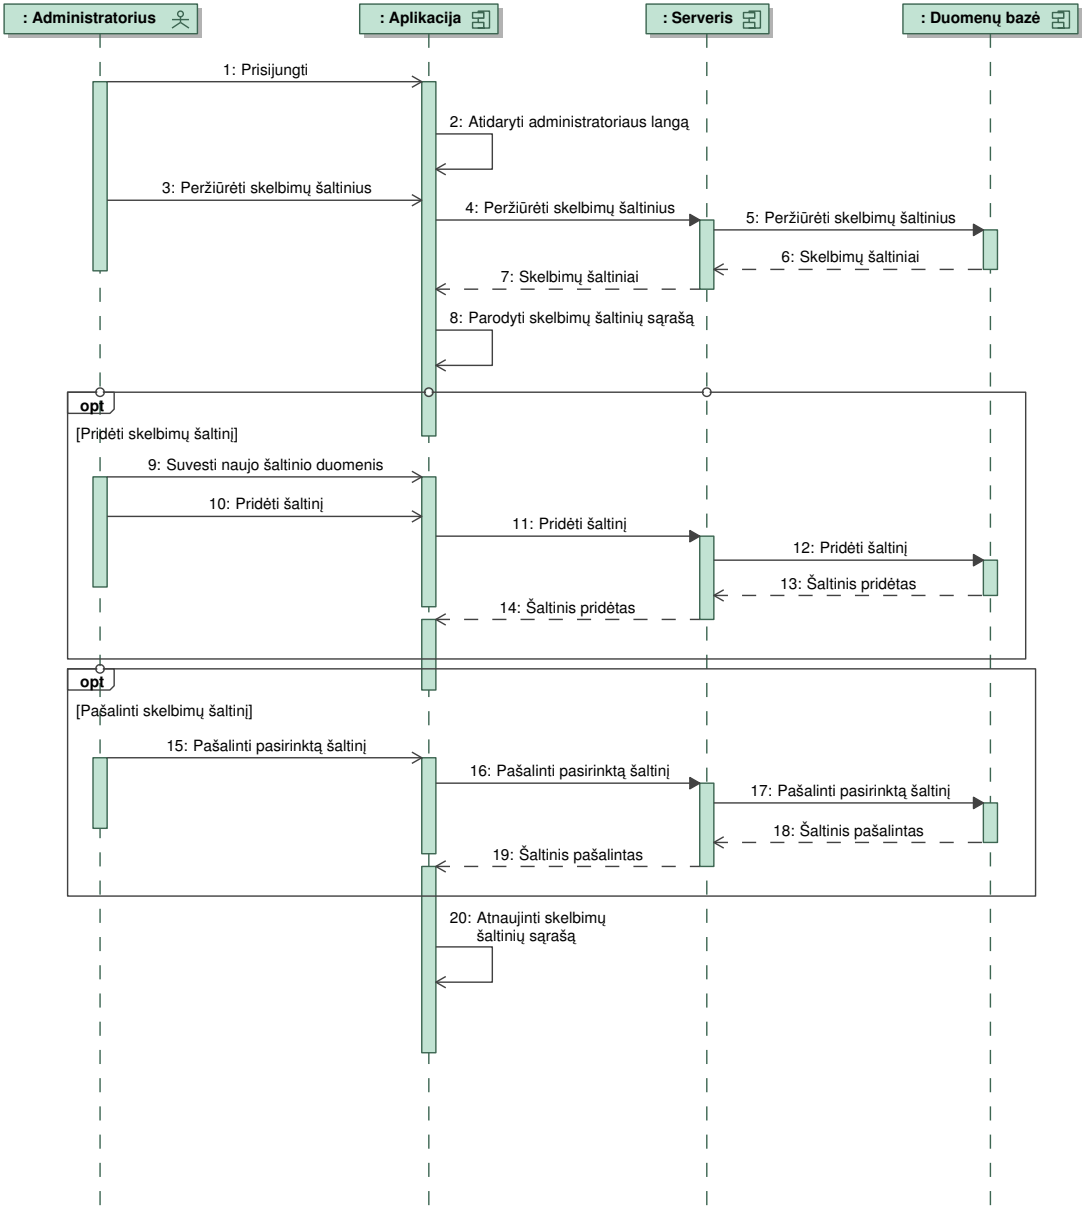 : Administratorius
: Aplikacija
: Serveris
: Duomenų bazė
1: Prisijungti
2: Atidaryti administratoriaus langą
3: Peržiūrėti skelbimų šaltinius
4: Peržiūrėti skelbimų šaltinius
5: Peržiūrėti skelbimų šaltinius
6: Skelbimų šaltiniai
7: Skelbimų šaltiniai
8: Parodyti skelbimų šaltinių sąrašą
opt
[Pridėti skelbimų šaltinį]
9: Suvesti naujo šaltinio duomenis
10: Pridėti šaltinį
11: Pridėti šaltinį
12: Pridėti šaltinį
13: Šaltinis pridėtas
14: Šaltinis pridėtas
opt
[Pašalinti skelbimų šaltinį]
15: Pašalinti pasirinktą šaltinį
16: Pašalinti pasirinktą šaltinį
17: Pašalinti pasirinktą šaltinį
18: Šaltinis pašalintas
19: Šaltinis pašalintas
20: Atnaujinti skelbimų
šaltinių sąrašą